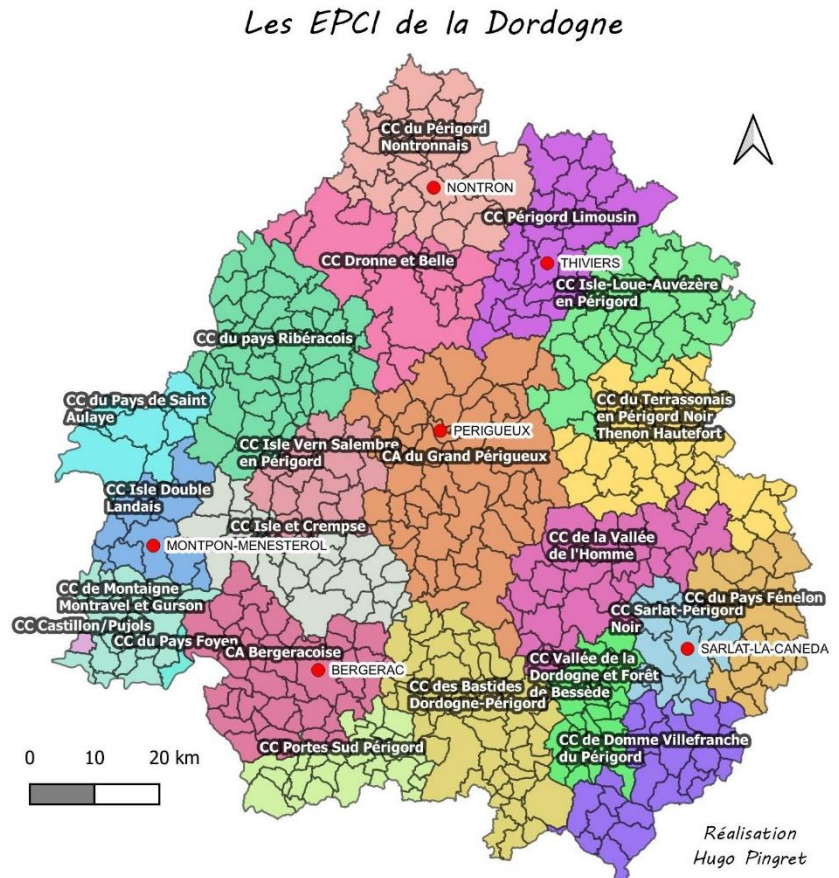 Les EPCI de la Dordogne
CC du Périgord
Nontronnais
NONTRON
CC Périgord Limousin
CC Dronne et Belle
THIVIERS
CC Isle-Loue-Auvézère
en Périgord
CC du pays Ribéracois
CC du Pays de Saint
Aulaye
CC du Terrassonais
en Périgord Noir
Thenon Hautefort
PERIGUEUX
CC Isle Vern Salembre
en Périgord
CA du Grand Périgueux
CC Isle Double
Landais
CC Isle et Crempse
MONTPON-MENESTEROL
CC de la Vallée
de l'Homme
CC de Montaigne
Montravel et Gurson
CC du Pays Fénelon
CC Sarlat-Périgord
Noir
CC Castillon/Pujols
CC du Pays Foyen
CA Bergeracoise
SARLAT-LA-CANEDA
BERGERAC
CC Vallée de la
Dordogne et Forêt
de Bessède
CC des Bastides
Dordogne-Périgord
CC Portes Sud Périgord
CC de Domme Villefranche
du Périgord
0 10 20 km
Réalisation
Hugo Pingret